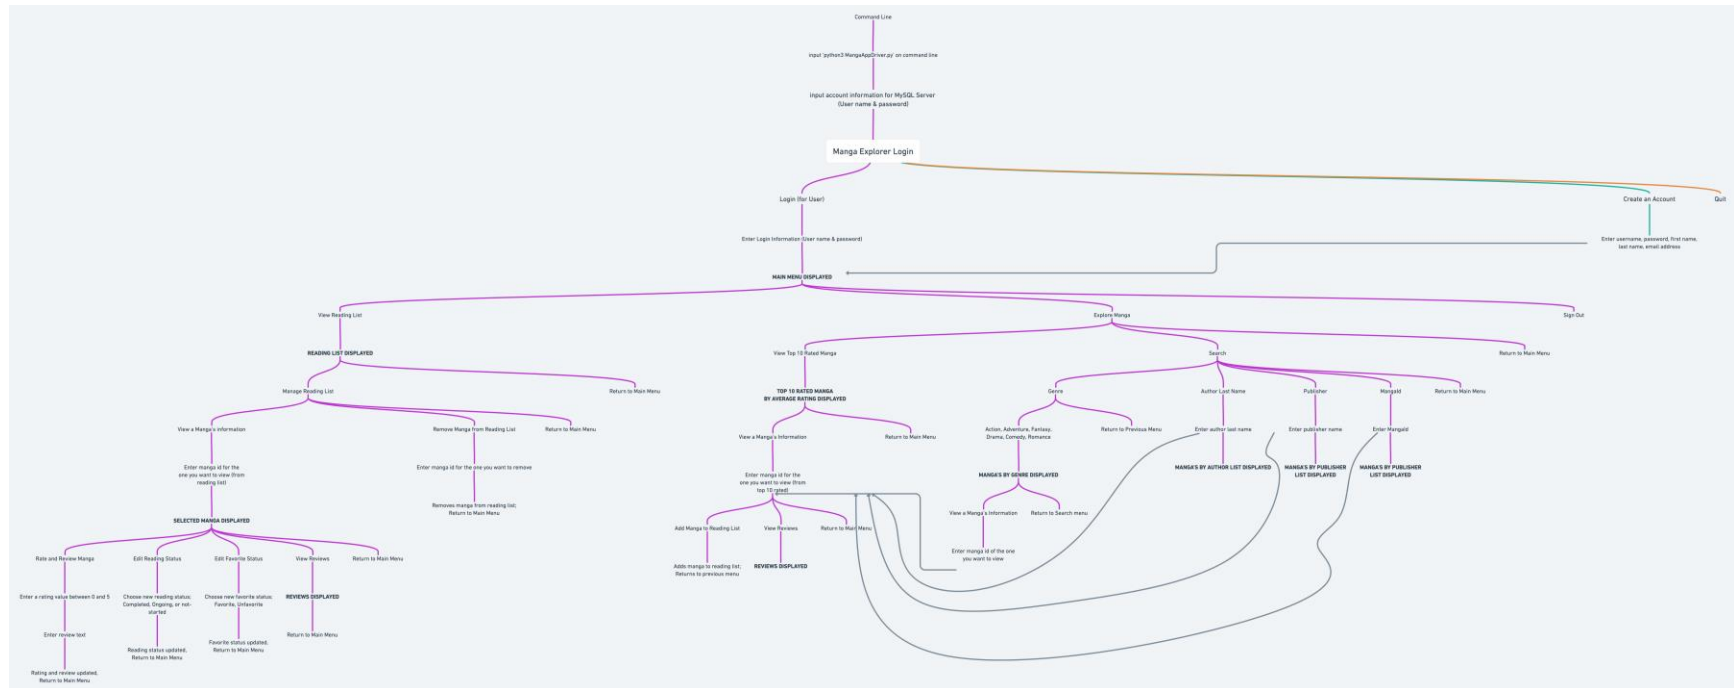 Command Line
input 'python3 MangaAppDriver.py' on command line
input account information for MySQL Server
(User name & password)
Manga Explorer Login
Login (for User)
Create an Account
Quit
Enter Login Information (User name & password)
Enter username, password, first name,
last name, email address
MAIN MENU DISPLAYED
View Reading List
Explore Manga
Sign Out
READING LIST DISPLAYED
View Top 10 Rated Manga
Search
Return to Main Menu
Manage Reading List
Return to Main Menu
TOP 10 RATED MANGA
BY AVERAGE RATING DISPLAYED
Genre
Author Last Name
Publisher
MangaId
Return to Main Menu
View a Manga's information
Remove Manga from Reading List
Return to Main Menu
View a Manga's Information
Return to Main Menu
Action, Adventure, Fantasy,
Drama, Comedy, Romance
Return to Previous Menu
Enter author last name
Enter publisher name
Enter MangaId
Enter manga id for the
one you want to view (from
reading list)
Enter manga id for the one you want to remove
Enter manga id for the
one you want to view (from
top 10 rated)
MANGA'S BY GENRE DISPLAYED
MANGA'S BY AUTHOR LIST DISPLAYED
MANGA'S BY PUBLISHER
LIST DISPLAYED
MANGA'S BY PUBLISHER
LIST DISPLAYED
Removes manga from reading list;
Return to Main Menu
View a Manga's Information
Return to Search menu
SELECTED MANGA DISPLAYED
Add Manga to Reading List
View Reviews
Return to Main Menu
Enter manga id of the one
you want to view
Rate and Review Manga
Edit Reading Status
Edit Favorite Status
View Reviews
Return to Main Menu
Adds manga to reading list;
Returns to previous menu
REVIEWS DISPLAYED
Enter a rating value between 0 and 5
Choose new reading status;
Completed, Ongoing, or not-
started
Choose new favorite status;
Favorite, Unfavorite
REVIEWS DISPLAYED
Enter review text
Reading status updated,
Return to Main Menu
Favorite status updated,
Return to Main Menu
Return to Main Menu
Rating and review updated,
Return to Main Menu